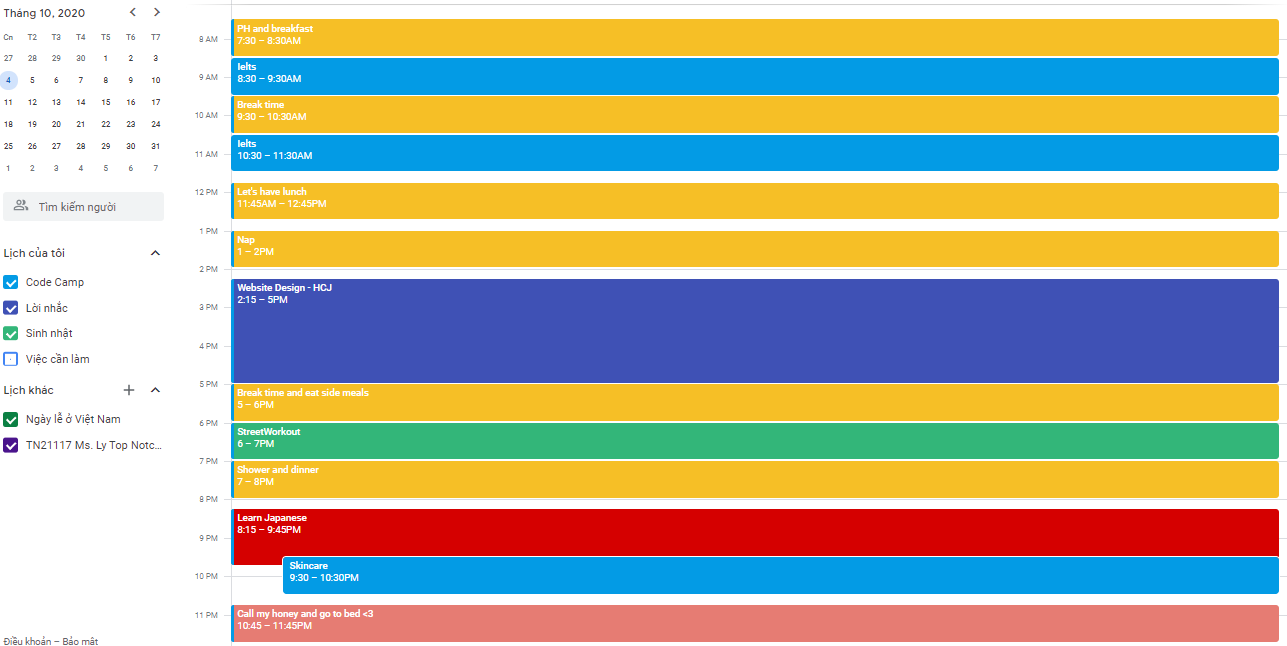 Tháng 10, 2020
Cn T2 T3 T4 T5 T6 T7
27 28 29 30 1 2 3
4 5 6 7 8 9 10
11 12 13 14 15 16 17
18 19 20 21 22 23 24
25 26 27 28 29 30 31
1 2 3 4 5 6 7
Tìm kiếm người
Lịch của tôi
Code Camp
Lời nhắc
Sinh nhật
Việc cần làm
Lịch khác
Ngày lễ ở Việt Nam
TN21117 Ms. Ly Top Notc...
Điều khoản – Bảo mật
PH and breakfast
7:30 – 8:30AM
8 AM
Ielts
8:30 – 9:30AM
9 AM
Break time
9:30 – 10:30AM
10 AM
Ielts
10:30 – 11:30AM
11 AM
Let's have lunch
11:45AM – 12:45PM
12 PM
1 PM
Nap
1 – 2PM
2 PM
Website Design - HCJ
2:15 – 5PM
3 PM
4 PM
5 PM
Break time and eat side meals
5 – 6PM
6 PM
StreetWorkout
6 – 7PM
7 PM
Shower and dinner
7 – 8PM
8 PM
Learn Japanese
8:15 – 9:45PM
9 PM
Skincare
9:30 – 10:30PM
10 PM
Call my honey and go to bed <3
10:45 – 11:45PM
11 PM